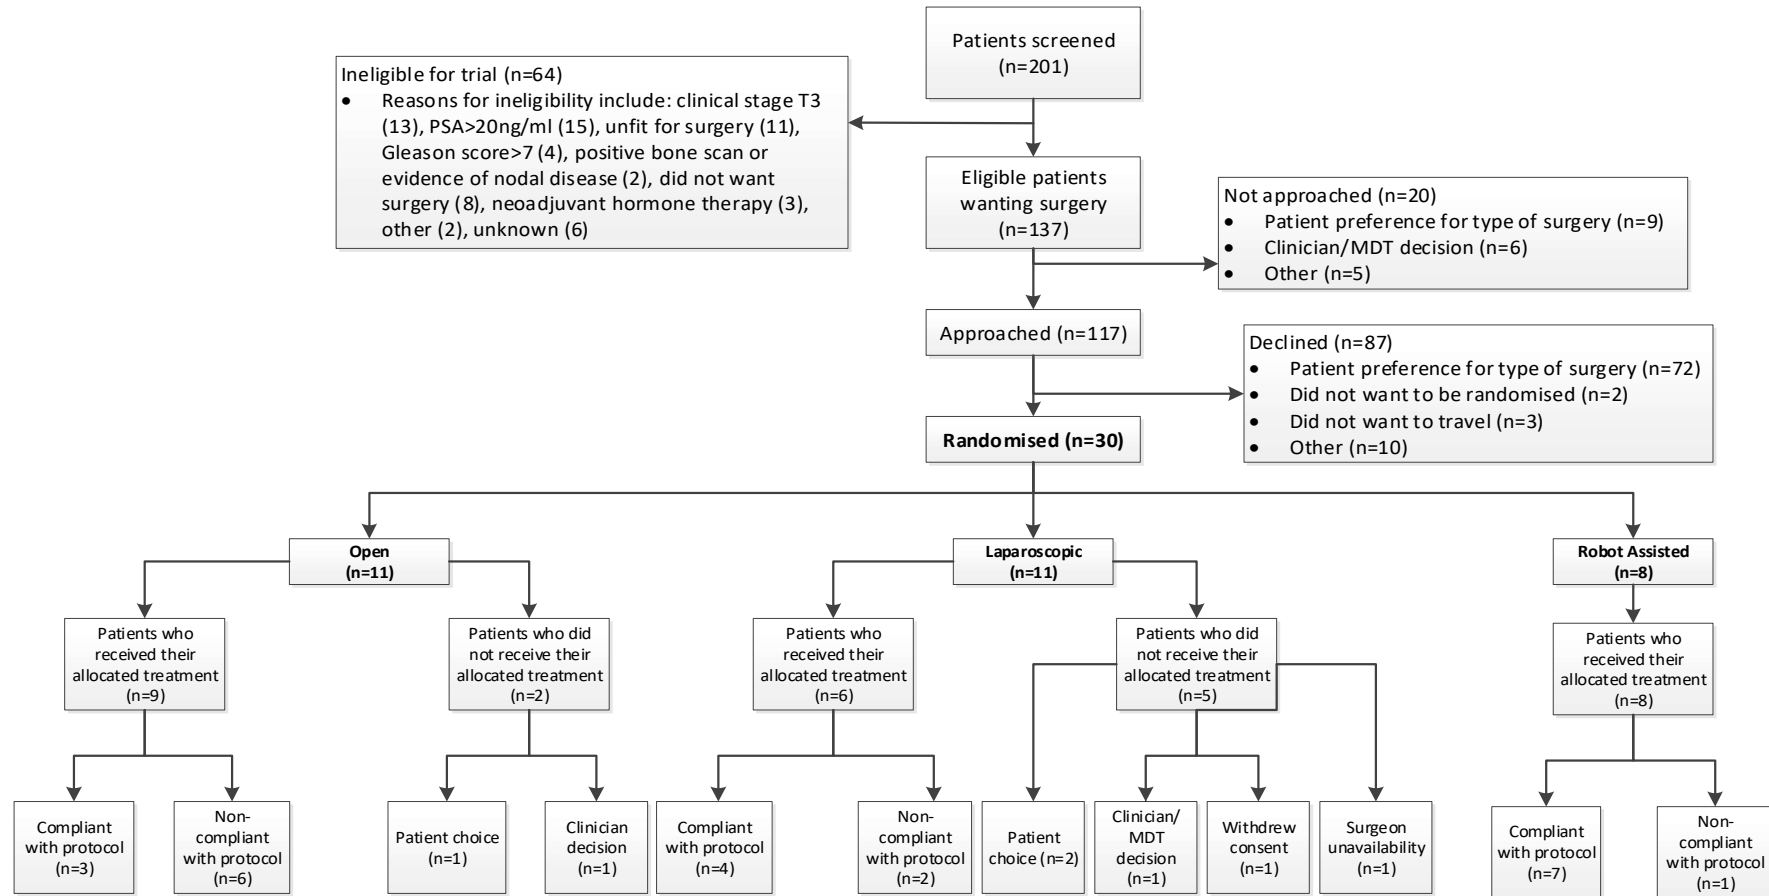 Patients screened
(n=201)
Ineligible for trial (n=64)
• Reasons for ineligibility include: clinical stage T3
(13), PSA>20ng/ml (15), unfit for surgery (11),
Gleason score>7 (4), positive bone scan or
evidence of nodal disease (2), did not want
surgery (8), neoadjuvant hormone therapy (3),
other (2), unknown (6)
Eligible patients
wanting surgery
(n=137)
Not approached (n=20)
• Patient preference for type of surgery (n=9)
• Clinician/MDT decision (n=6)
• Other (n=5)
Approached (n=117)
Declined (n=87)
• Patient preference for type of surgery (n=72)
• Did not want to be randomised (n=2)
• Did not want to travel (n=3)
• Other (n=10)
Randomised (n=30)
Open
(n=11)
Laparoscopic
(n=11)
Robot Assisted
(n=8)
Patients who
received their
allocated treatment
(n=9)
Patients who did
not receive their
allocated treatment
(n=2)
Patients who
received their
allocated treatment
(n=6)
Patients who did
not receive their
allocated treatment
(n=5)
Patients who
received their
allocated treatment
(n=8)
Compliant
with protocol
(n=3)
Non-
compliant
with protocol
(n=6)
Patient choice
(n=1)
Clinician
decision
(n=1)
Compliant
with protocol
(n=4)
Non-
compliant
with protocol
(n=2)
Patient
choice (n=2)
Clinician/
MDT
decision
(n=1)
Withdrew
consent
(n=1)
Surgeon
unavailability
(n=1)
Compliant
with protocol
(n=7)
Non-
compliant
with protocol
(n=1)